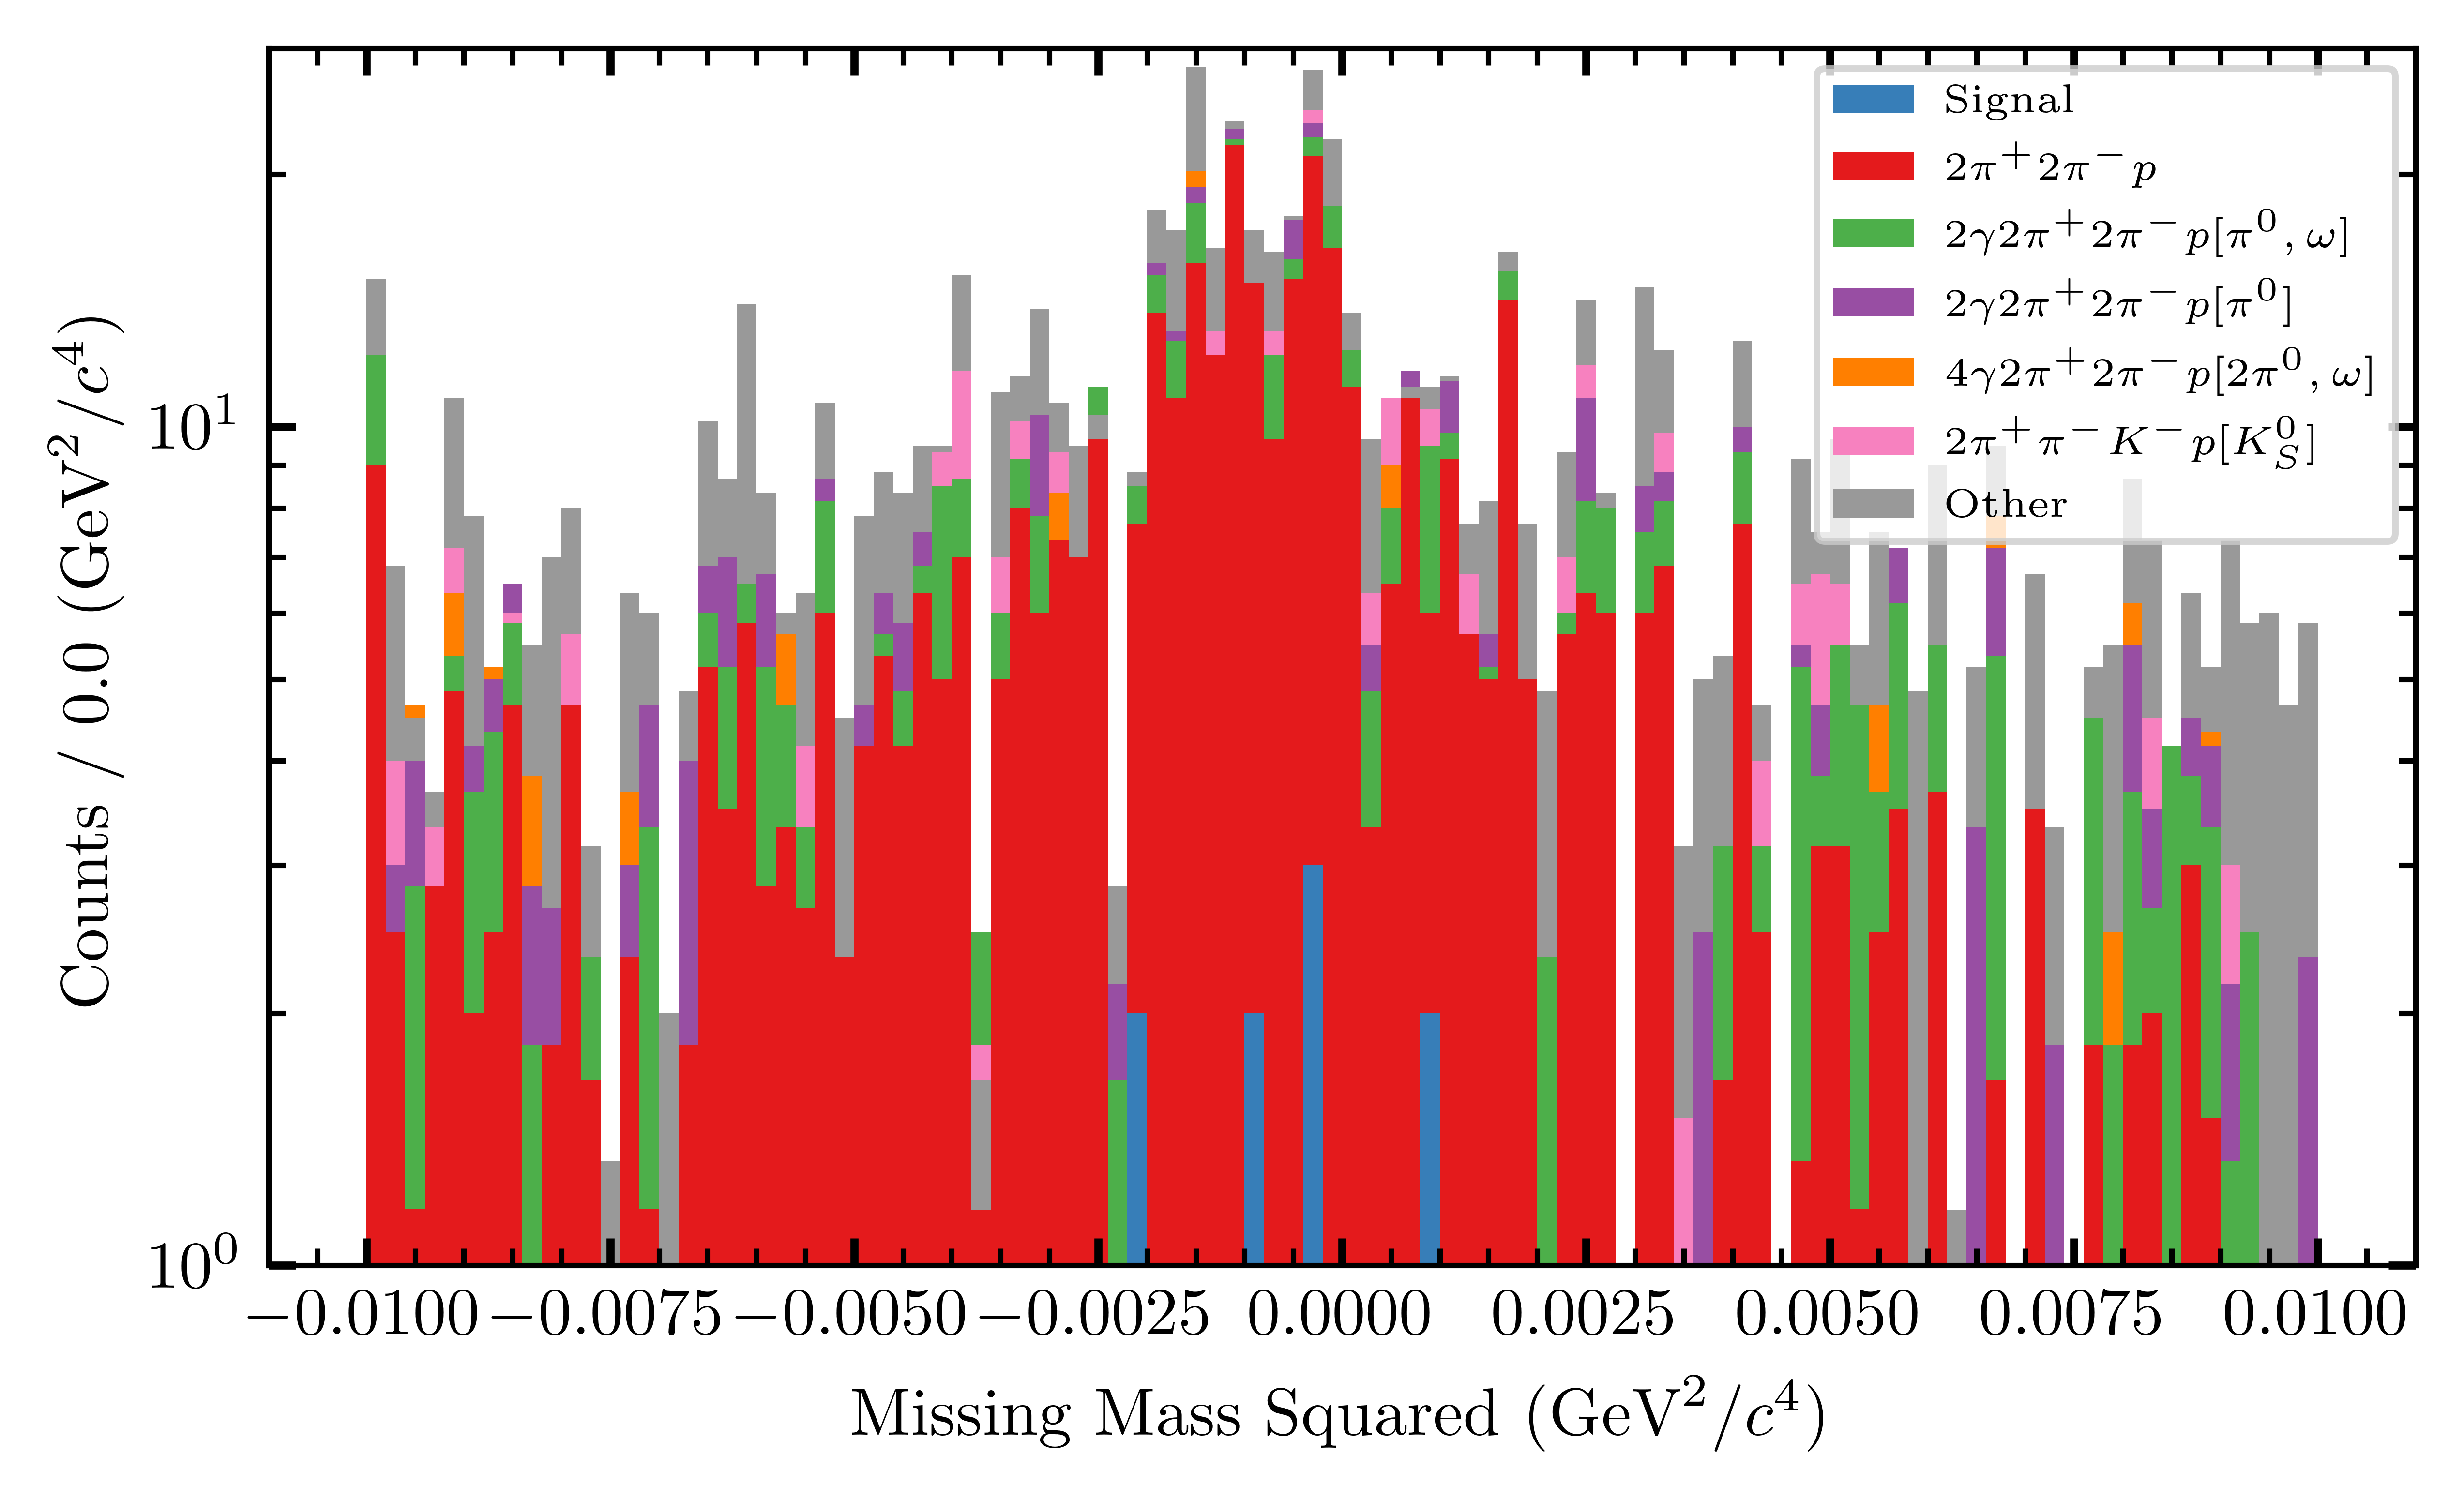 Counts / 0.0 (GeV²/c⁴)
10¹
10⁰
Signal
2π⁺2π⁻p
2γ2π⁺2π⁻p[π⁰, ω]
2γ2π⁺2π⁻p[π⁰]
4γ2π⁺2π⁻p[2π⁰, ω]
2π⁺π⁻K⁻p[K_S⁰]
Other
−0.0100 −0.0075 −0.0050 −0.0025 0.0000 0.0025 0.0050 0.0075 0.0100
Missing Mass Squared (GeV²/c⁴)